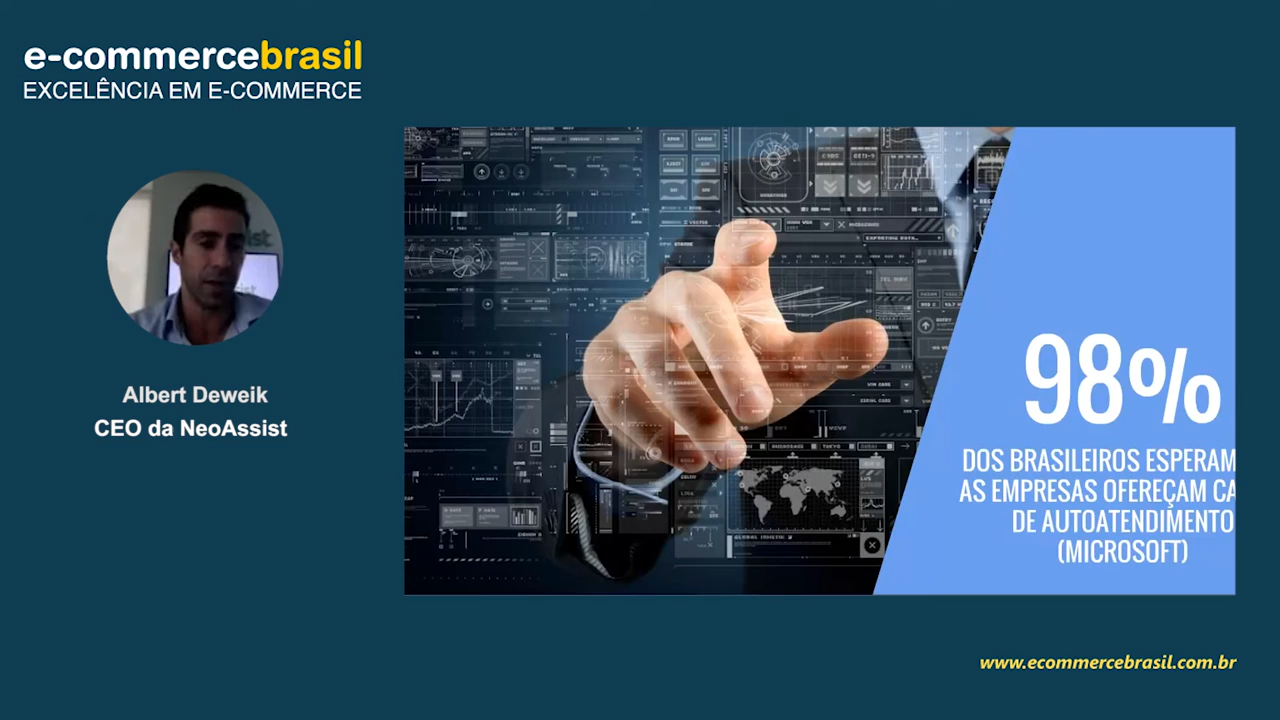 e-commercebrasil
EXCELÊNCIA EM E-COMMERCE
Albert Deweik
CEO da NeoAssist
98%
DOS BRASILEIROS ESPERAM
AS EMPRESAS OFEREÇAM CA
DE AUTOATENDIMENTO
(MICROSOFT)
www.ecommercebrasil.com.br